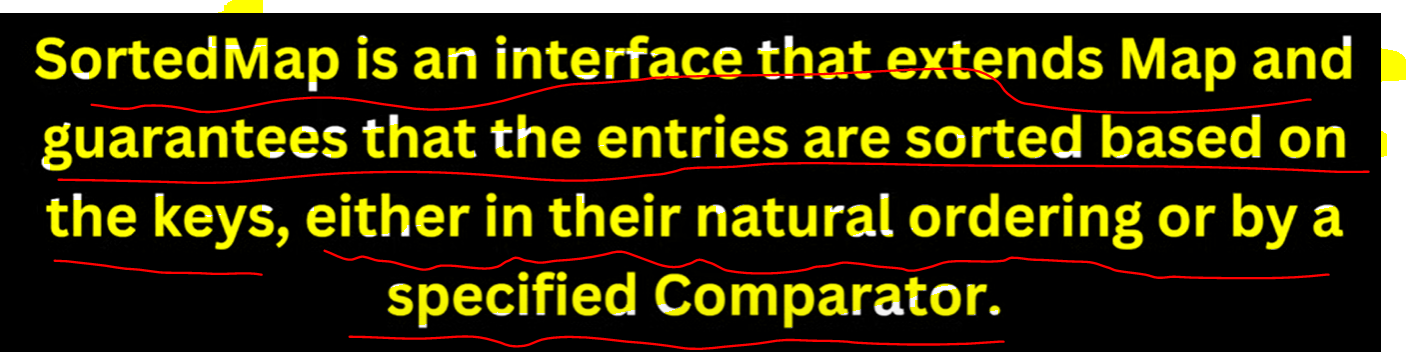 SortedMap is an interface that extends Map and
guarantees that the entries are sorted based on
the keys, either in their natural ordering or by a
specified Comparator.